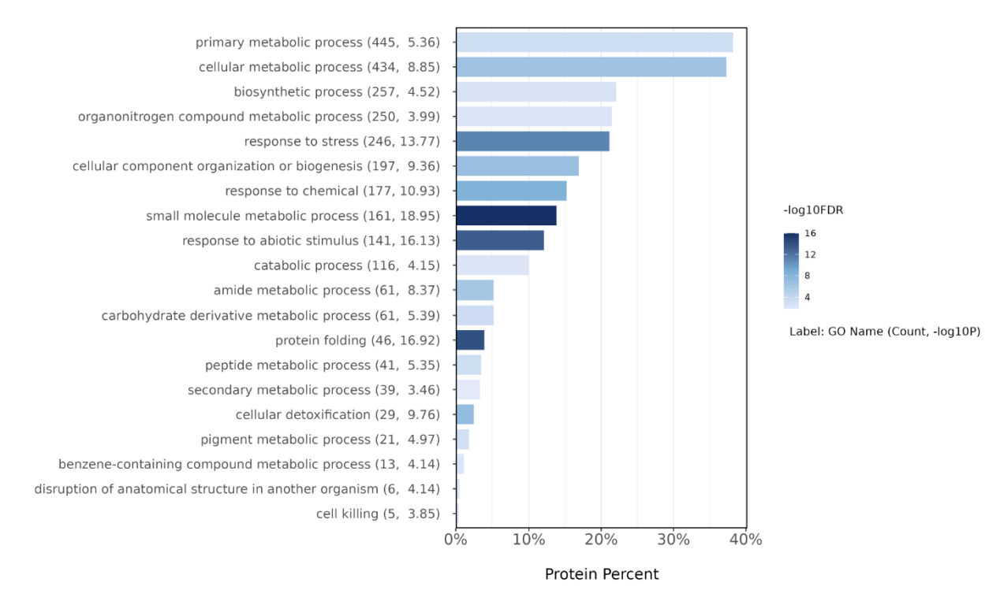 primary metabolic process (445,  5.36)
cellular metabolic process (434,  8.85)
biosynthetic process (257,  4.52)
organonitrogen compound metabolic process (250,  3.99)
response to stress (246, 13.77)
cellular component organization or biogenesis (197,  9.36)
response to chemical (177, 10.93)
small molecule metabolic process (161, 18.95)
response to abiotic stimulus (141, 16.13)
catabolic process (116,  4.15)
amide metabolic process (61,  8.37)
carbohydrate derivative metabolic process (61,  5.39)
protein folding (46, 16.92)
peptide metabolic process (41,  5.35)
secondary metabolic process (39,  3.46)
cellular detoxification (29,  9.76)
pigment metabolic process (21,  4.97)
benzene-containing compound metabolic process (13,  4.14)
disruption of anatomical structure in another organism (6,  4.14)
cell killing (5,  3.85)
0% 10% 20% 30% 40%
Protein Percent
-log10FDR
16
12
8
4
Label: GO Name (Count, -log10P)